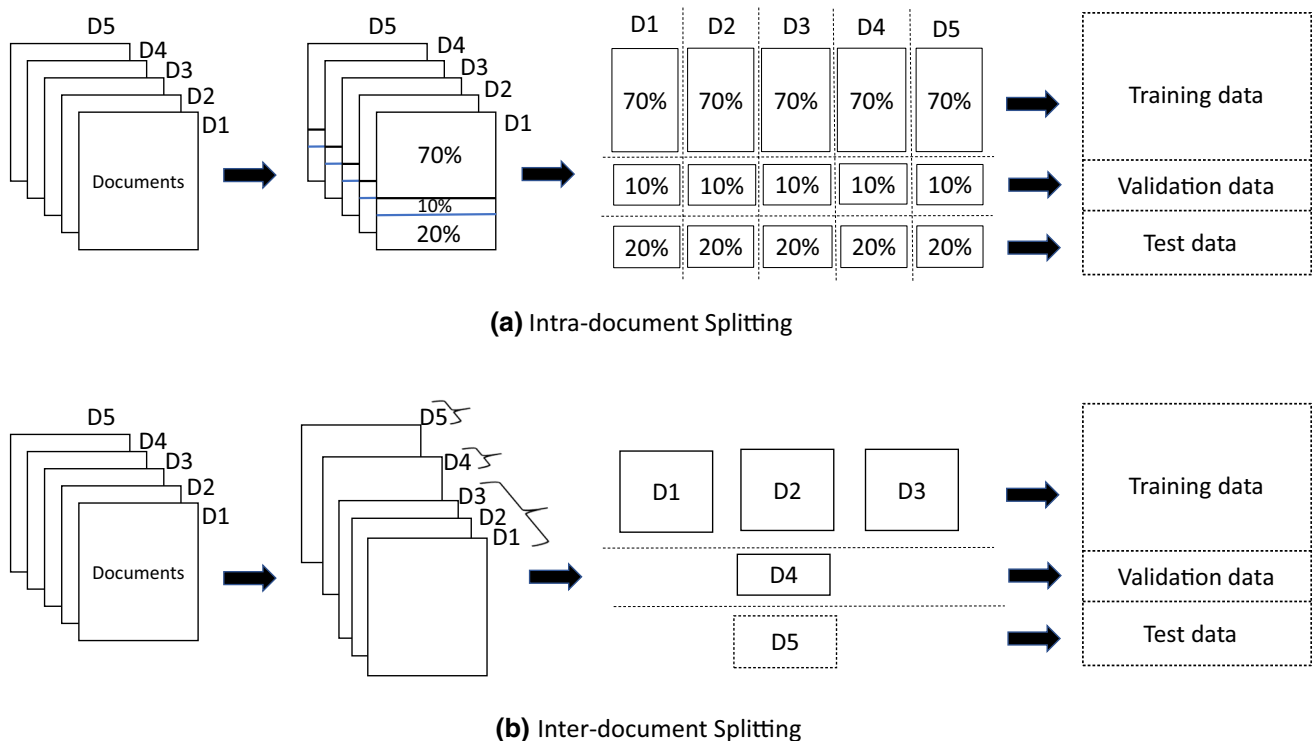 D5
D4
D3
D2
D1
Documents
D5
D4
D3
D2
D1
70%
10%
20%
D1 D2 D3 D4 D5
70% 70% 70% 70% 70%
10% 10% 10% 10% 10%
20% 20% 20% 20% 20%
Training data
Validation data
Test data
(a) Intra-document Splitting
D5
D4
D3
D2
D1
Documents
D5
D4
D3
D2
D1
D1 D2 D3
D4
D5
Training data
Validation data
Test data
(b) Inter-document Splitting